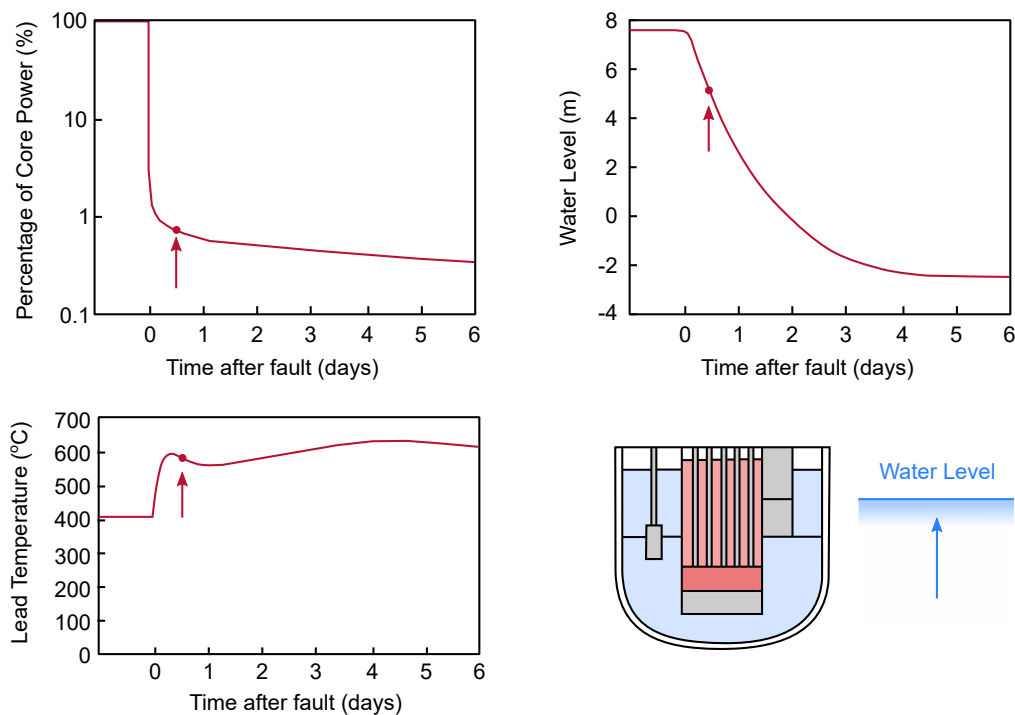 Percentage of Core Power (%)
100
10
1
0.1
0 1 2 3 4 5 6
Time after fault (days)
Water Level (m)
8
6
4
2
0
-2
-4
0 1 2 3 4 5 6
Time after fault (days)
Lead Temperature (°C)
700
600
500
400
300
200
100
0
0 1 2 3 4 5 6
Time after fault (days)
Water Level